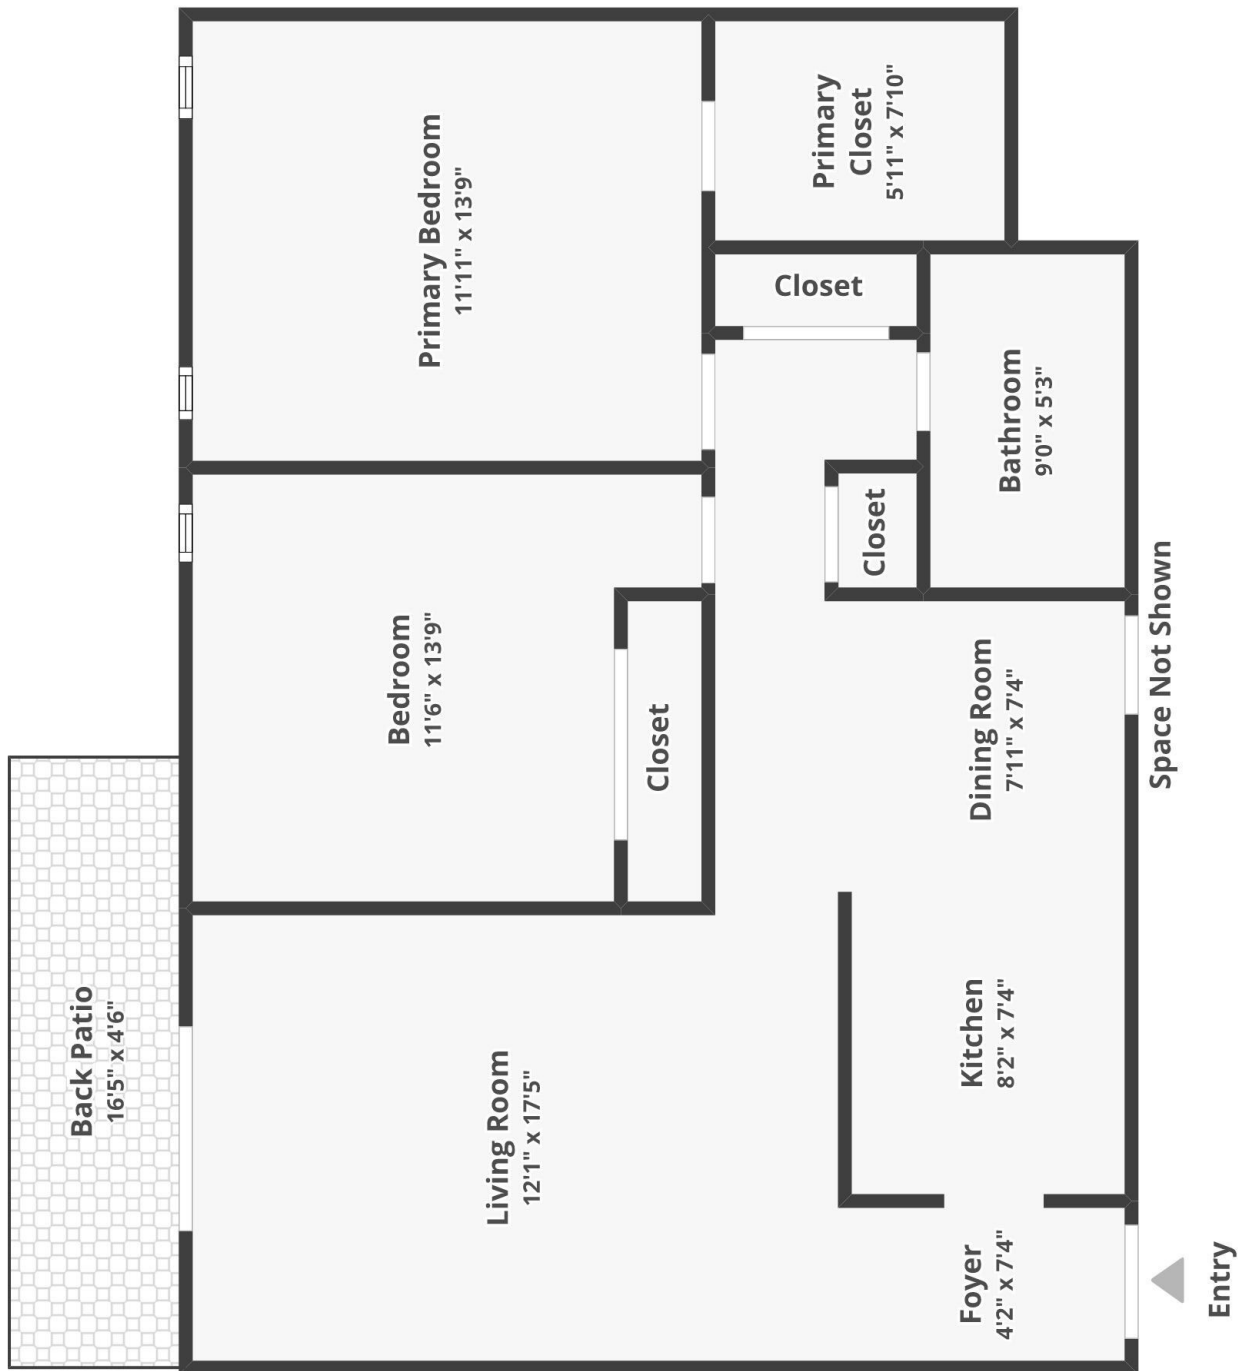 Primary Bedroom
11'11" x 13'9"
Primary
Closet
5'11" x 7'10"
Closet
Bathroom
9'0" x 5'3"
Closet
Bedroom
11'6" x 13'9"
Closet
Dining Room
7'11" x 7'4"
Space Not Shown
Back Patio
16'5" x 4'6"
Living Room
12'1" x 17'5"
Kitchen
8'2" x 7'4"
Foyer
4'2" x 7'4"
Entry